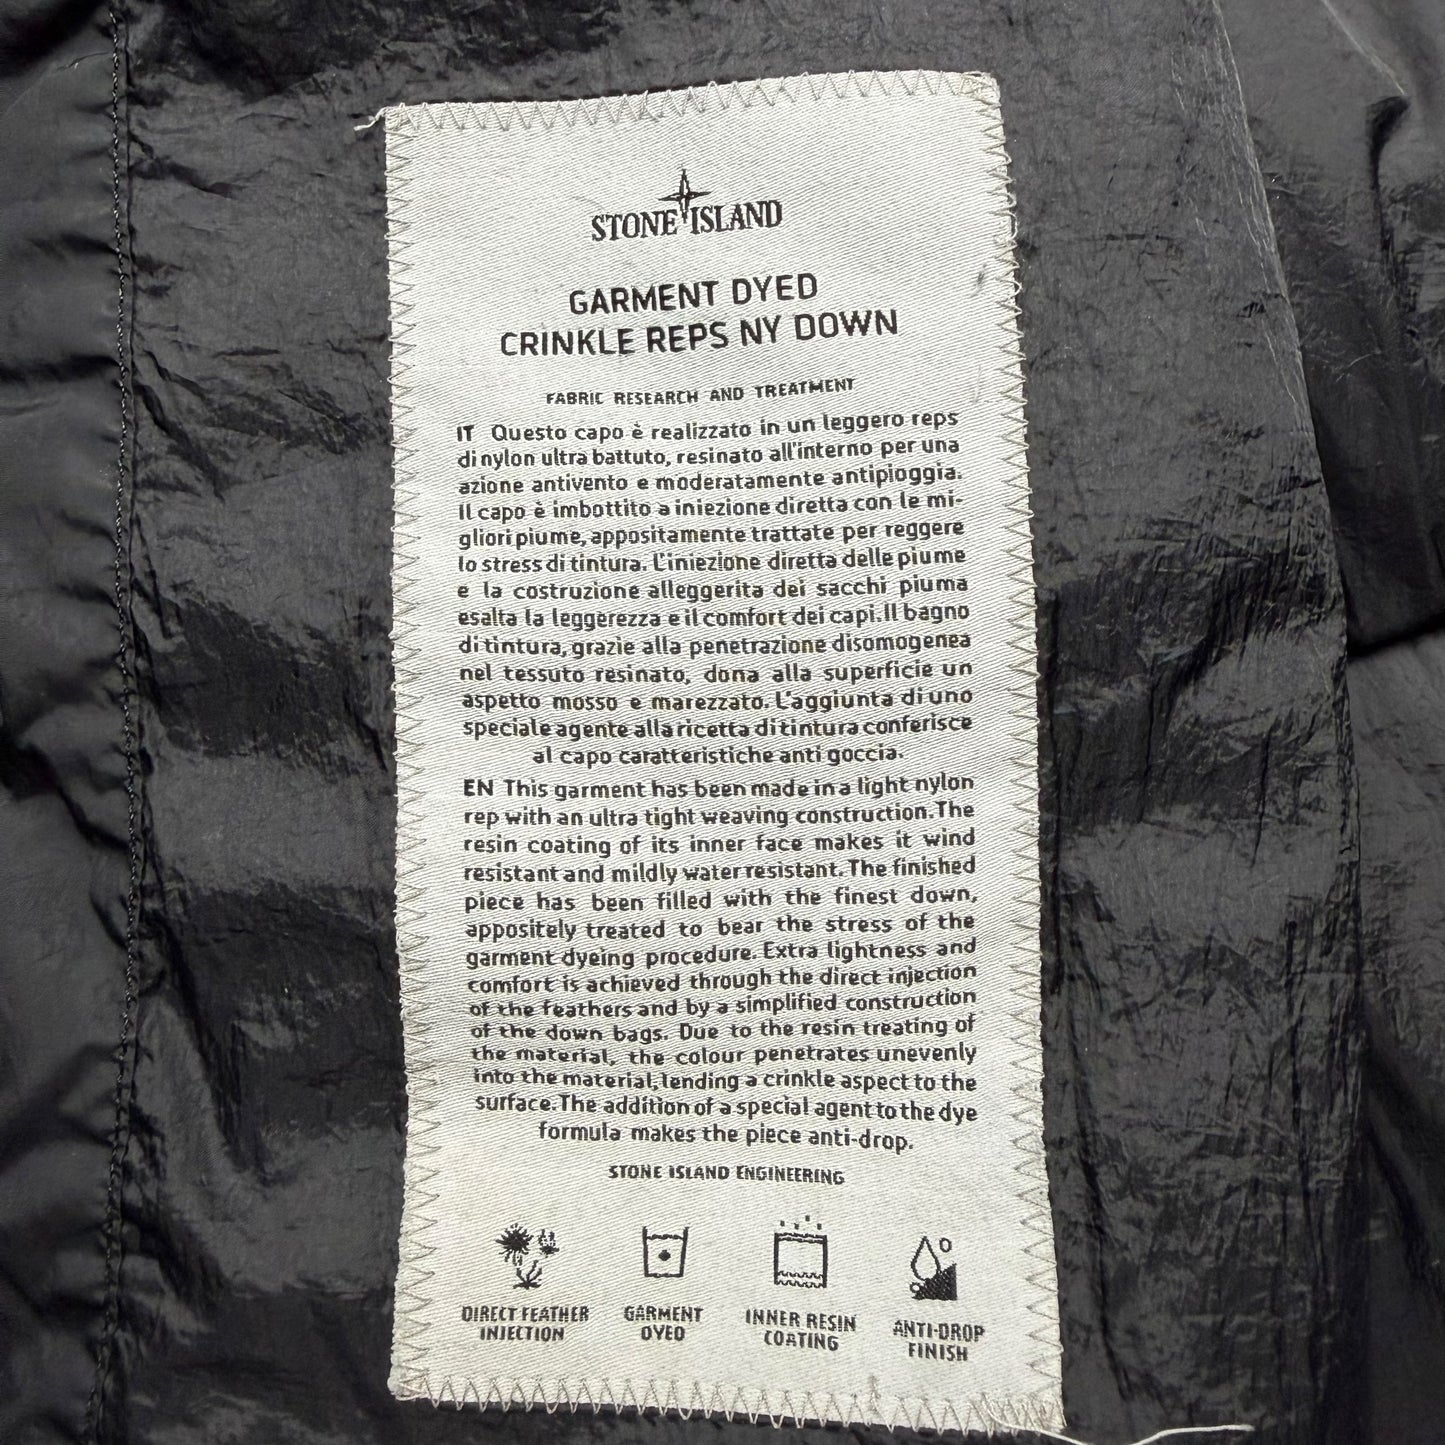 STONE ISLAND
GARMENT DYED
CRINKLE REPS NY DOWN
FABRIC RESEARCH AND TREATMENT
IT Questo capo è realizzato in un leggero reps
di nylon ultra battuto, resinato all'interno per una
azione antivento e moderatamente antipioggia.
Il capo è imbottito a iniezione diretta con le mi-
gliori piume, appositamente trattate per reggere
lo stress di tintura. L'iniezione diretta delle piume
e la costruzione alleggerita dei sacchi piuma
esalta la leggerezza e il comfort dei capi. Il bagno
di tintura, grazie alla penetrazione disomogenea
nel tessuto resinato, dona alla superficie un
aspetto mosso e marezzato. L'aggiunta di uno
speciale agente alla ricetta di tintura conferisce
al capo caratteristiche anti goccia.
EN This garment has been made in a light nylon
rep with an ultra tight weaving construction. The
resin coating of its inner face makes it wind
resistant and mildly water resistant. The finished
piece has been filled with the finest down,
appositely treated to bear the stress of the
garment dyeing procedure. Extra lightness and
comfort is achieved through the direct injection
of the feathers and by a simplified construction
of the down bags. Due to the resin treating of
the material, the colour penetrates unevenly
into the material, lending a crinkle aspect to the
surface. The addition of a special agent to the dye
formula makes the piece anti-drop.
STONE ISLAND ENGINEERING
DIRECT FEATHER
INJECTION
GARMENT
DYED
INNER RESIN
COATING
ANTI-DROP
FINISH